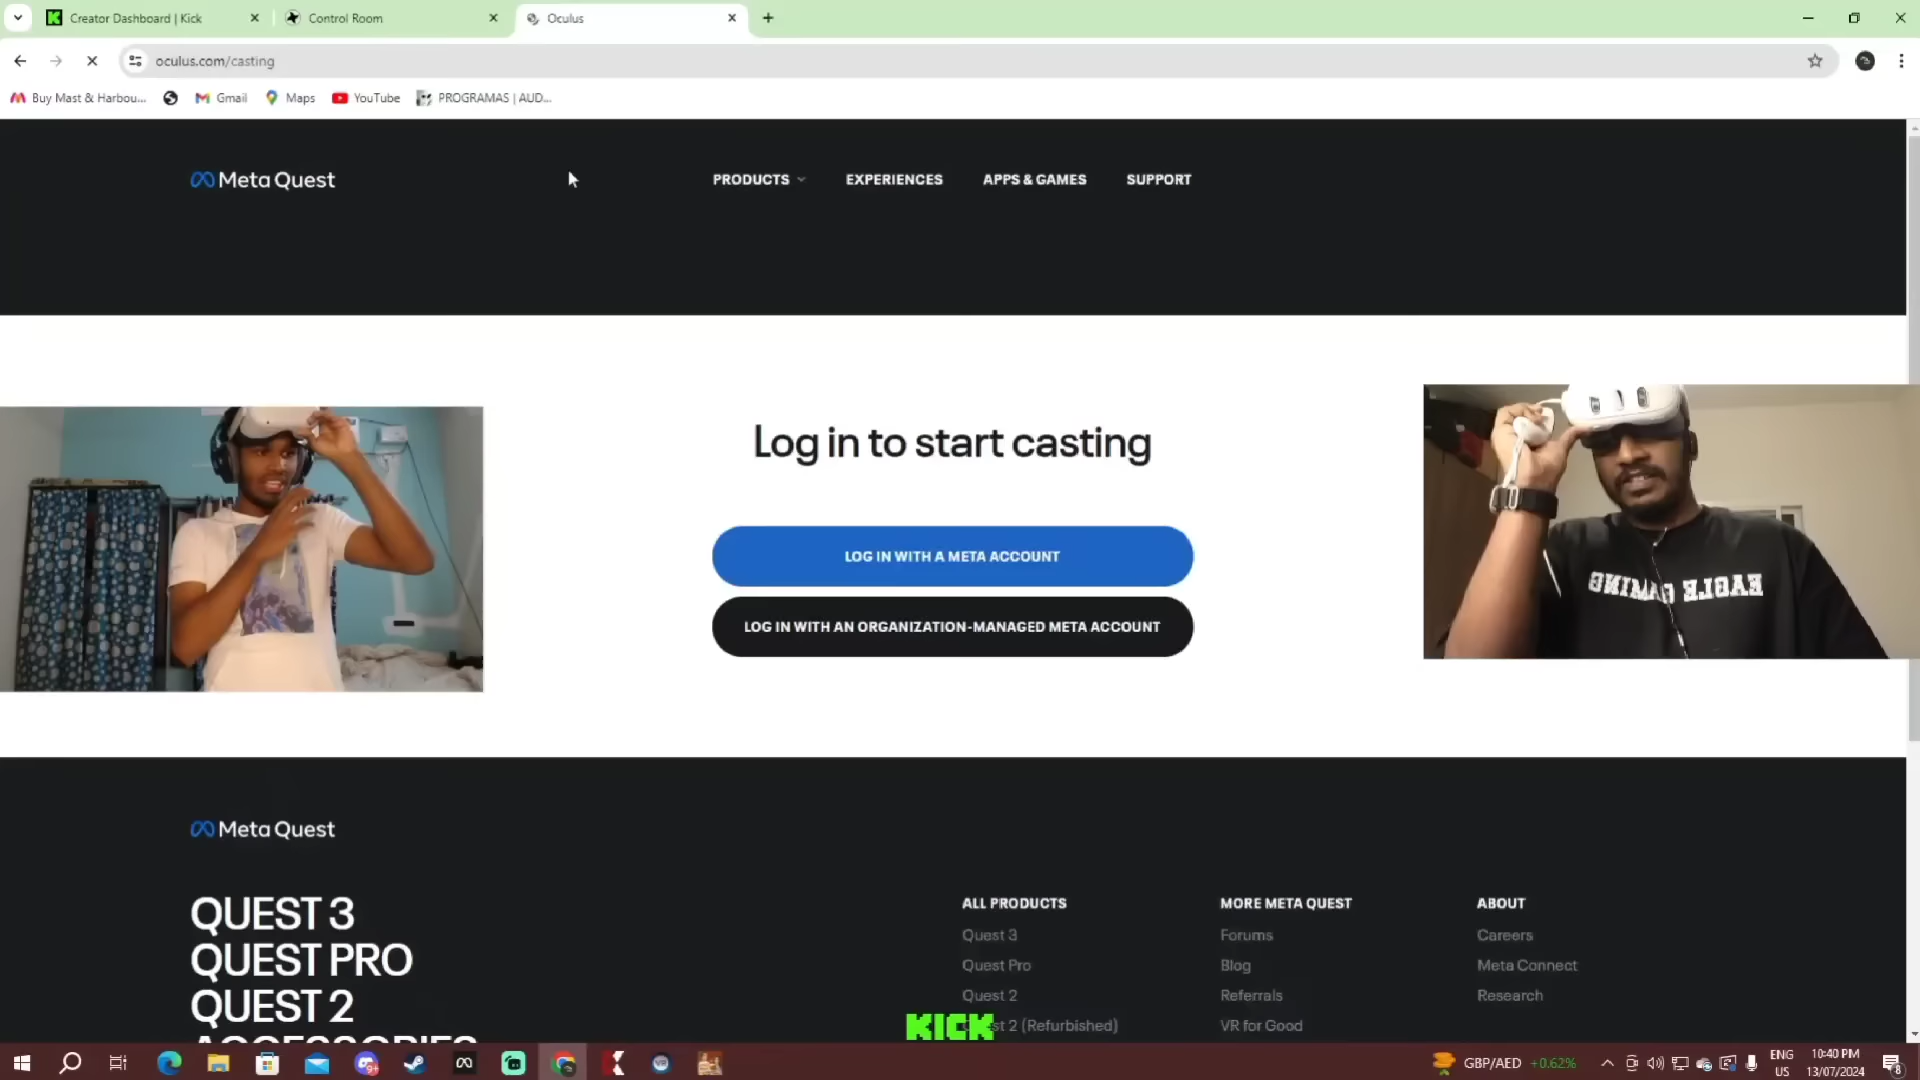 Creator Dashboard | Kick
Control Room
Oculus
oculus.com/casting
Buy Mast & Harbou...
Gmail
Maps
YouTube
PROGRAMAS | AUD...
Meta Quest
PRODUCTS
EXPERIENCES
APPS & GAMES
SUPPORT
Log in to start casting
LOG IN WITH A META ACCOUNT
LOG IN WITH AN ORGANIZATION-MANAGED META ACCOUNT
EAGLE GAMING
Meta Quest
QUEST 3
QUEST PRO
QUEST 2
ACCESSORIES
ALL PRODUCTS
Quest 3
Quest Pro
Quest 2
st 2 (Refurbished)
MORE META QUEST
Forums
Blog
Referrals
VR for Good
ABOUT
Careers
Meta Connect
Research
KICK
GBP/AED +0.62%
ENG
US
10:40 PM
13/07/2024